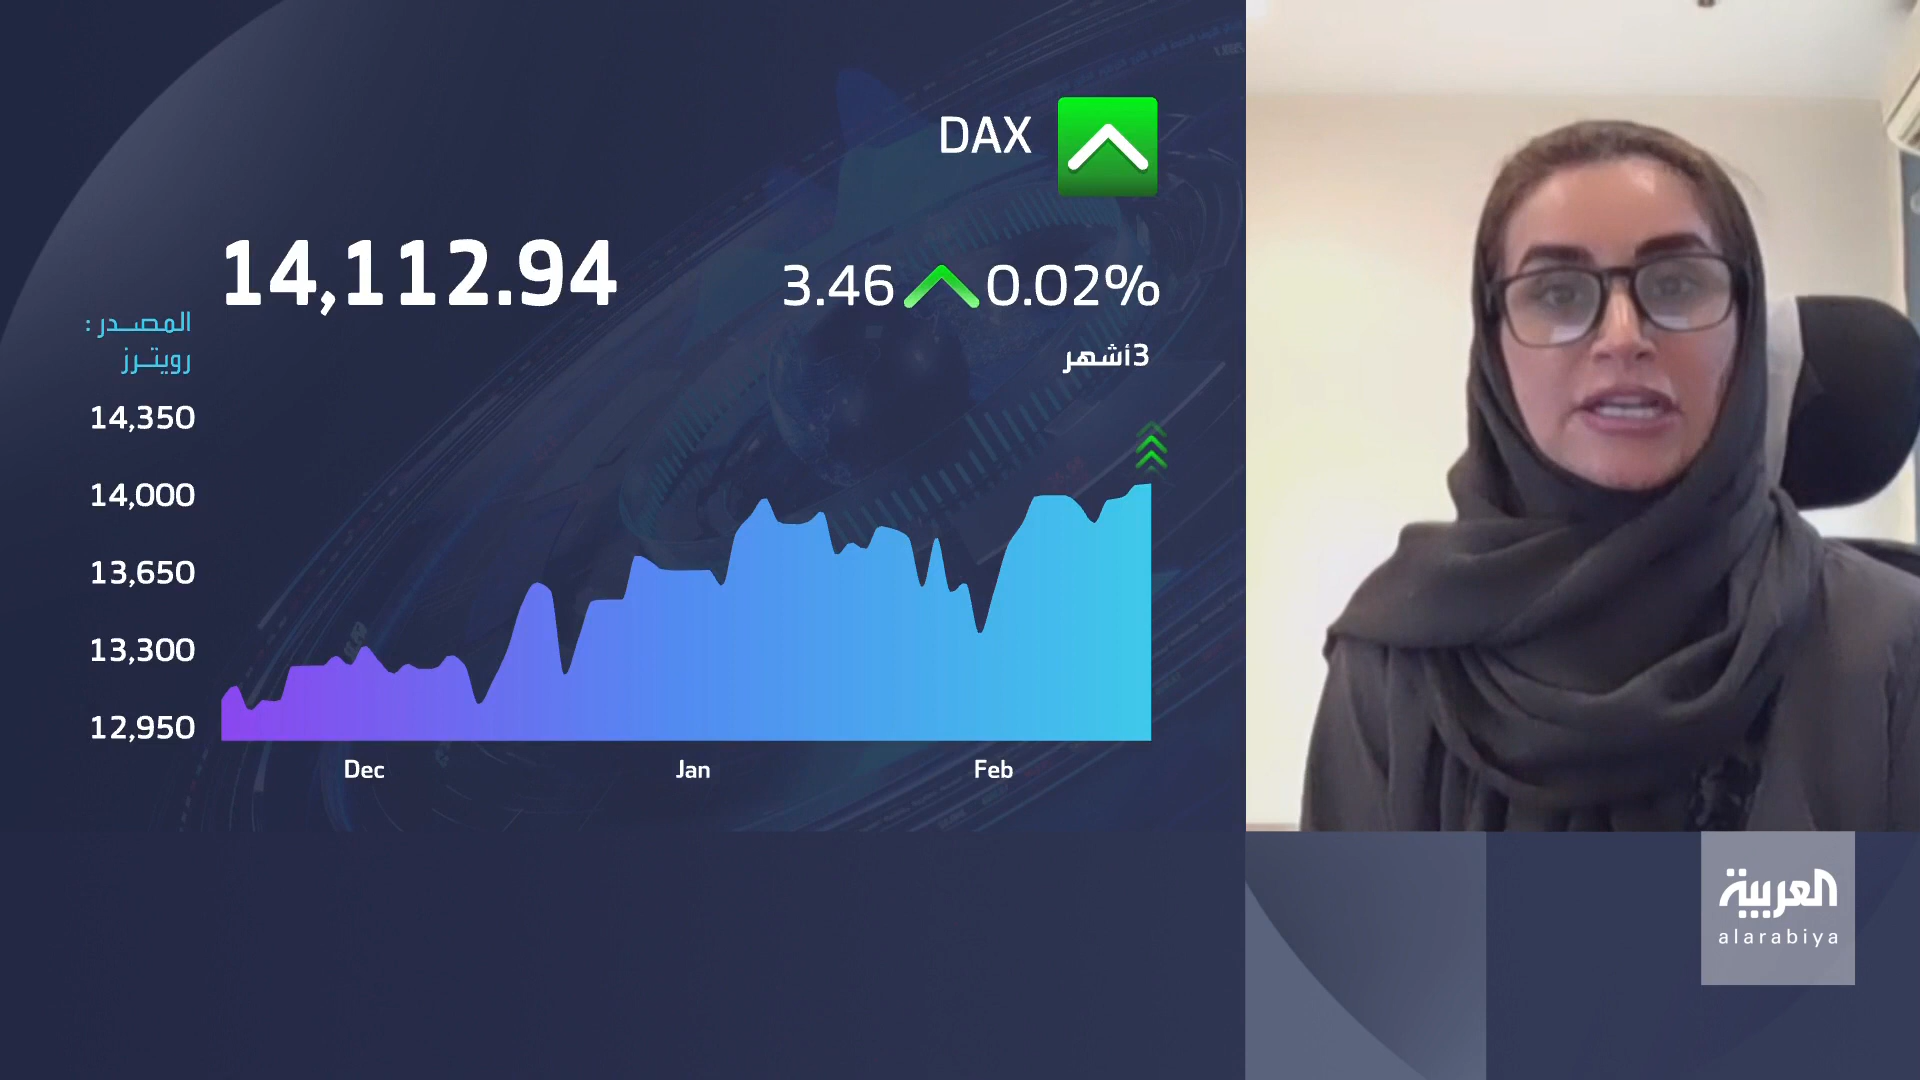 DAX
14,112.94
3.46 0.02%
المصدر :
رويترز
3أشهر
14,350
14,000
13,650
13,300
12,950
Dec Jan Feb
العربية
alarabiya